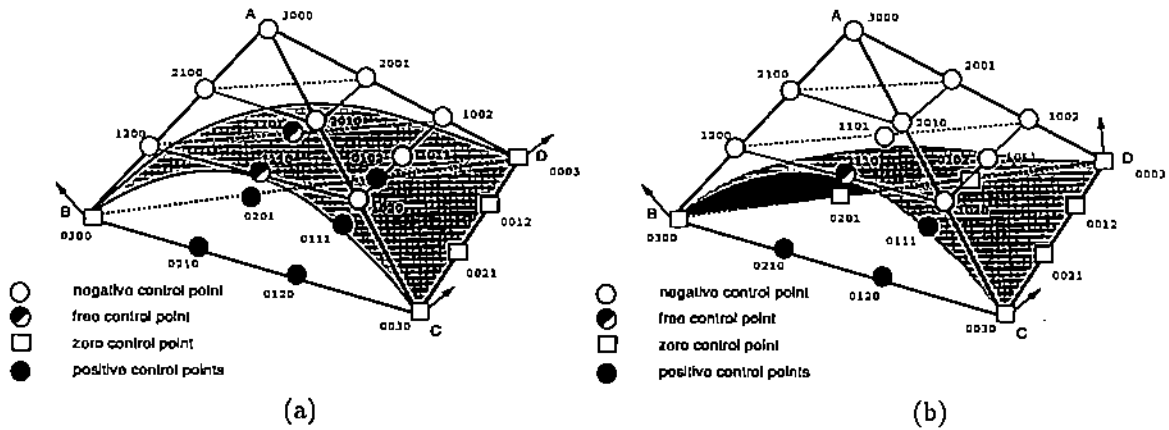 A
3000
2100
2001
1200
1002
2010
D
0003
B
0300
0201
0111
0012
0210
0021
0120
0030
C
negative control point
free control point
zero control point
positive control points
(a)
A
3000
2100
2001
1200
1101
2010
1002
D
0003
B
0300
0201
0111
0012
0210
0021
0120
0030
C
negative control point
free control point
zero control point
positive control points
(b)